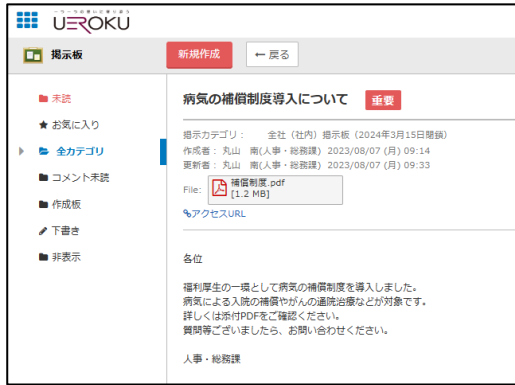 UEROKU
掲示板
新規作成
←戻る
未読
お気に入り
全カテゴリ
コメント未読
作成板
下書き
非表示
病気の補償制度導入について 重要
掲示カテゴリ： 全社（社内）掲示板（2024年3月15日閉鎖）
作成者： 丸山 南(人事・総務課) 2023/08/07 (月) 09:14
更新者： 丸山 南(人事・総務課) 2023/08/07 (月) 09:33
File: 補償制度.pdf
[1.2 MB]
アクセスURL
各位
福利厚生の一環として病気の補償制度を導入しました。
病気による入院の補償やがんの通院治療などが対象です。
詳しくは添付PDFをご確認ください。
質問等ございましたら、お問い合わせください。
人事・総務課